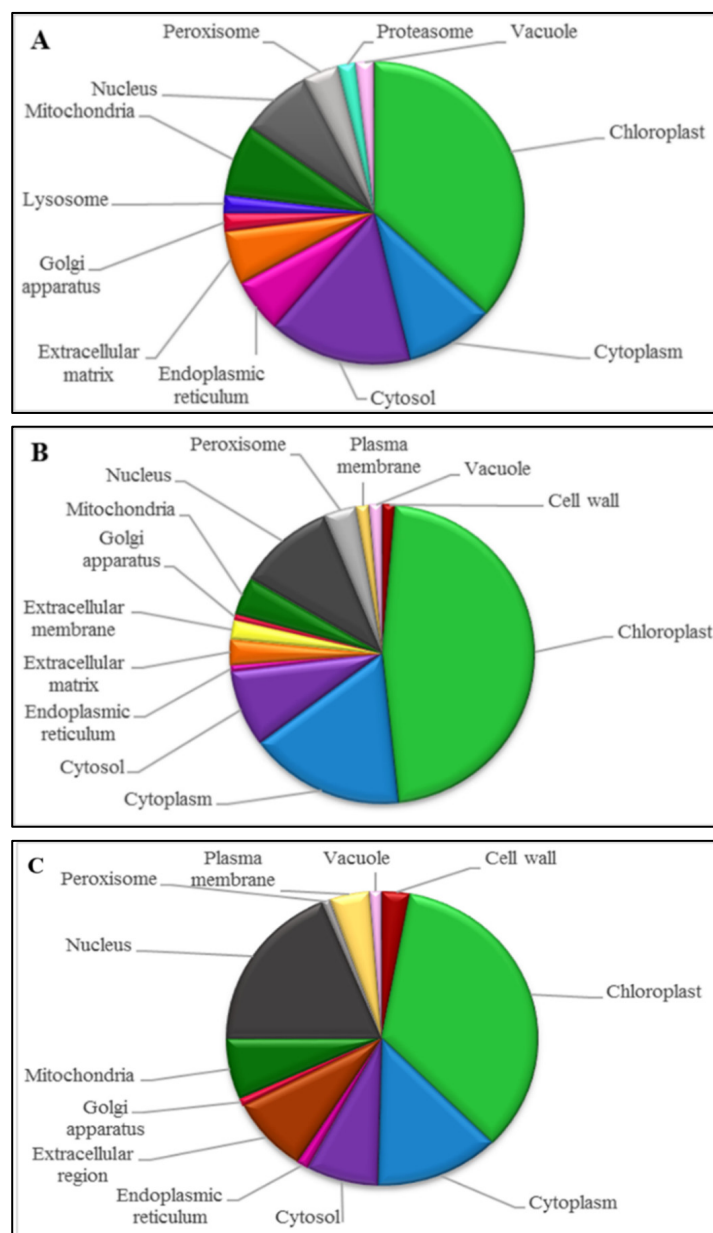 A
Peroxisome
Proteasome
Vacuole
Nucleus
Mitochondria
Chloroplast
Lysosome
Golgi
apparatus
Extracellular
matrix
Endoplasmic
reticulum
Cytosol
Cytoplasm
B
Peroxisome
Plasma
membrane
Vacuole
Nucleus
Cell wall
Mitochondria
Golgi
apparatus
Extracellular
membrane
Chloroplast
Extracellular
matrix
Endoplasmic
reticulum
Cytosol
Cytoplasm
C
Plasma
membrane
Vacuole
Cell wall
Peroxisome
Nucleus
Chloroplast
Mitochondria
Golgi
apparatus
Extracellular
region
Endoplasmic
reticulum
Cytosol
Cytoplasm